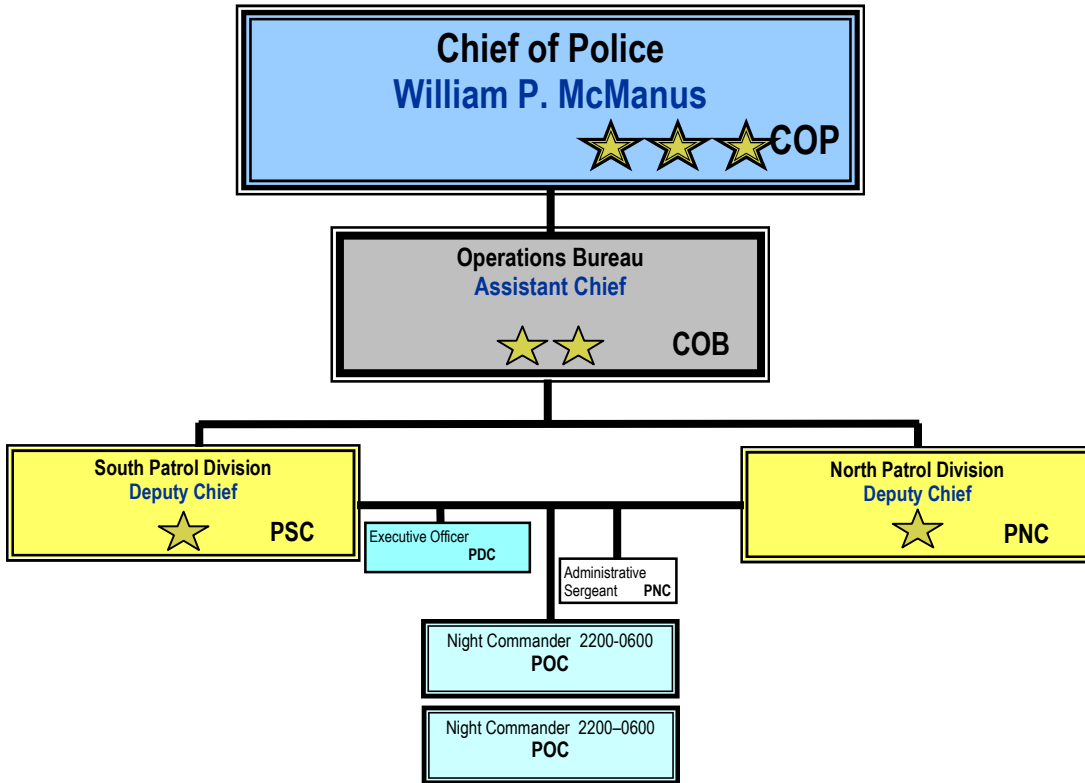 Chief of Police
William P. McManus
COP
Operations Bureau
Assistant Chief
COB
South Patrol Division
Deputy Chief
PSC
North Patrol Division
Deputy Chief
PNC
Executive Officer
PDC
Administrative
Sergeant PNC
Night Commander 2200-0600
POC
Night Commander 2200–0600
POC